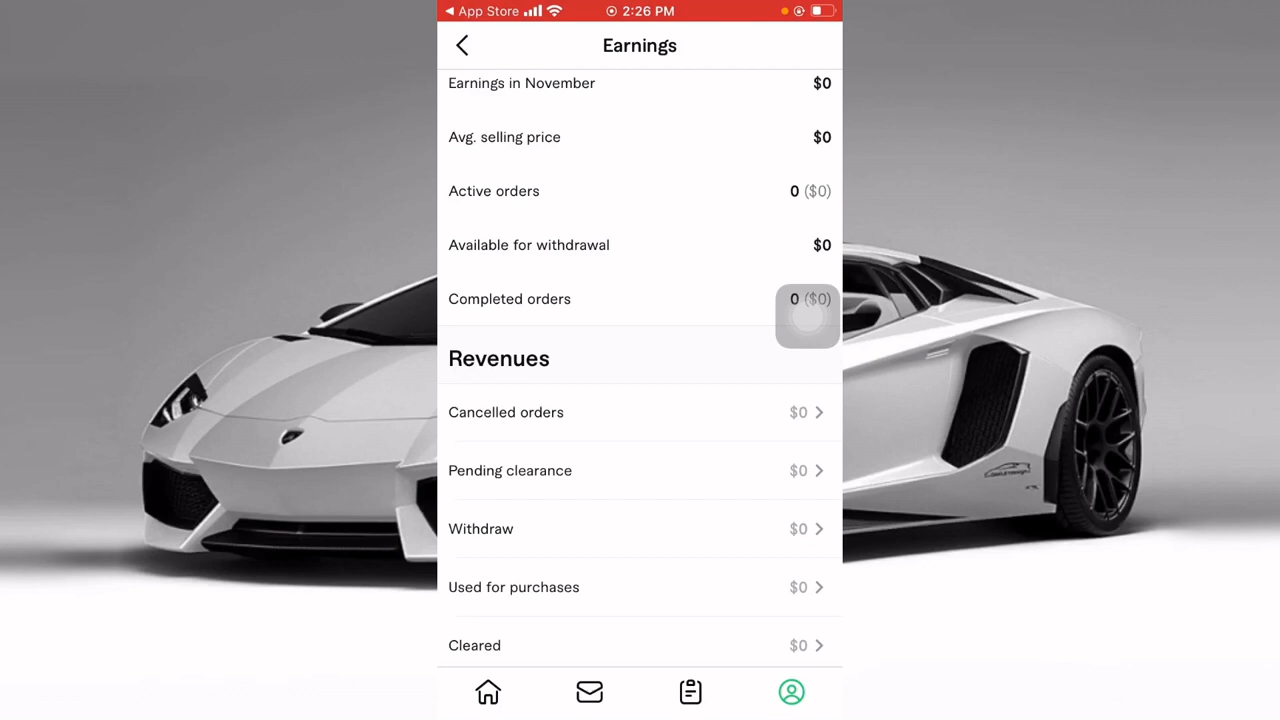 App Store 2:26 PM
Earnings
Earnings in November $0
Avg. selling price $0
Active orders 0 ($0)
Available for withdrawal $0
Completed orders 0 ($0)
Revenues
Cancelled orders $0
Pending clearance $0
Withdraw $0
Used for purchases $0
Cleared $0